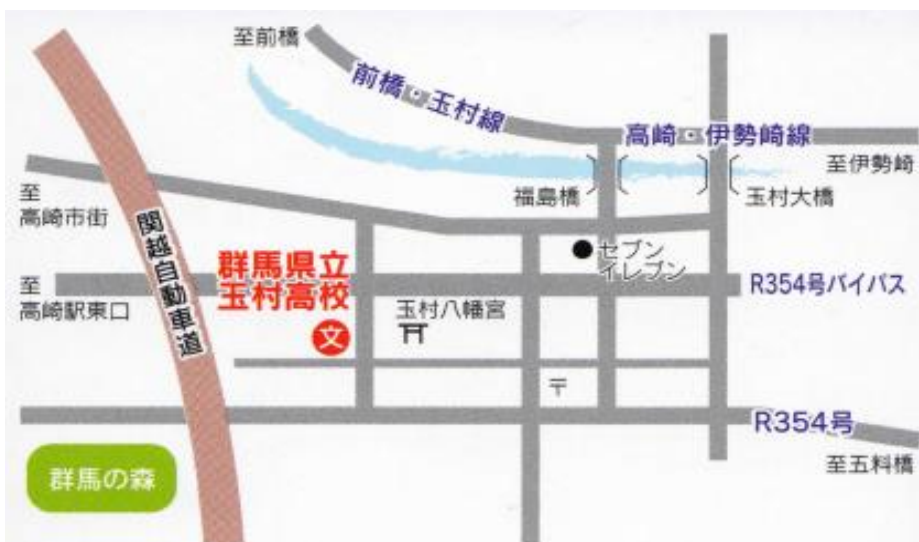 至前橋
前橋・玉村線
高崎・伊勢崎線
至伊勢崎
福島橋
玉村大橋
至
高崎市街
関越自動車道
セブン
イレブン
群馬県立
玉村高校
文
至
高崎駅東口
R354号バイパス
玉村八幡宮
〒
R354号
至五料橋
群馬の森